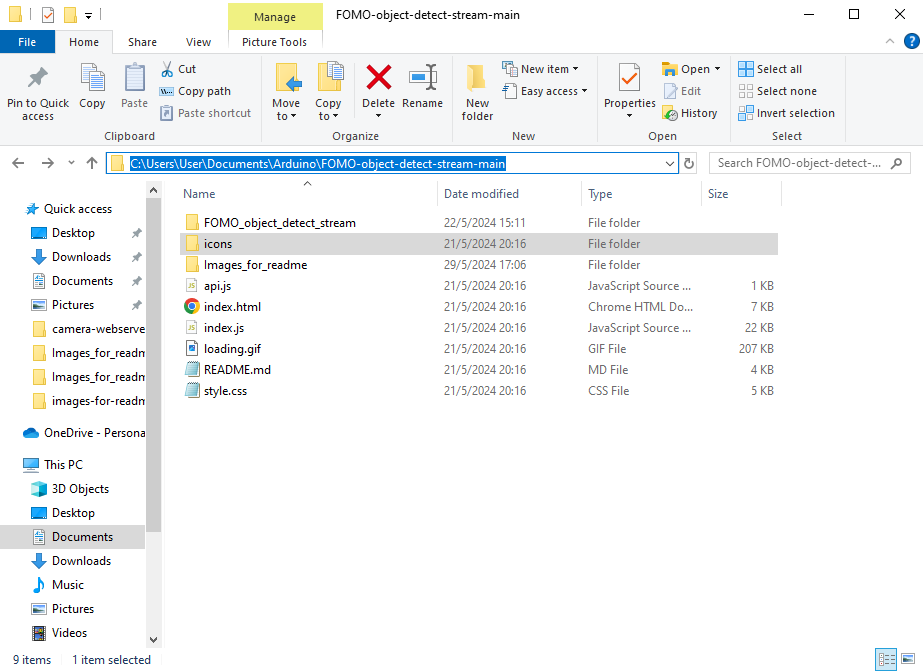 Manage
FOMO-object-detect-stream-main
File
Home
Share
View
Picture Tools
Pin to Quick access
Copy
Paste
Cut
Copy path
Paste shortcut
Clipboard
Move to
Copy to
Delete
Rename
Organize
New folder
New item
Easy access
New
Properties
Open
Edit
History
Open
Select all
Select none
Invert selection
Select
C:\Users\User\Documents\Arduino\FOMO-object-detect-stream-main
Search FOMO-object-detect-...
Name Date modified Type Size
FOMO_object_detect_stream 22/5/2024 15:11 File folder
icons 21/5/2024 20:16 File folder
Images_for_readme 29/5/2024 17:06 File folder
api.js 21/5/2024 20:16 JavaScript Source ... 1 KB
index.html 21/5/2024 20:16 Chrome HTML Do... 7 KB
index.js 21/5/2024 20:16 JavaScript Source ... 22 KB
loading.gif 21/5/2024 20:16 GIF File 207 KB
README.md 21/5/2024 20:16 MD File 4 KB
style.css 21/5/2024 20:16 CSS File 5 KB
Quick access
Desktop
Downloads
Documents
Pictures
camera-webserve
Images_for_readm
Images_for_readm
images-for-readm
OneDrive - Persona
This PC
3D Objects
Desktop
Documents
Downloads
Music
Pictures
Videos
9 items 1 item selected